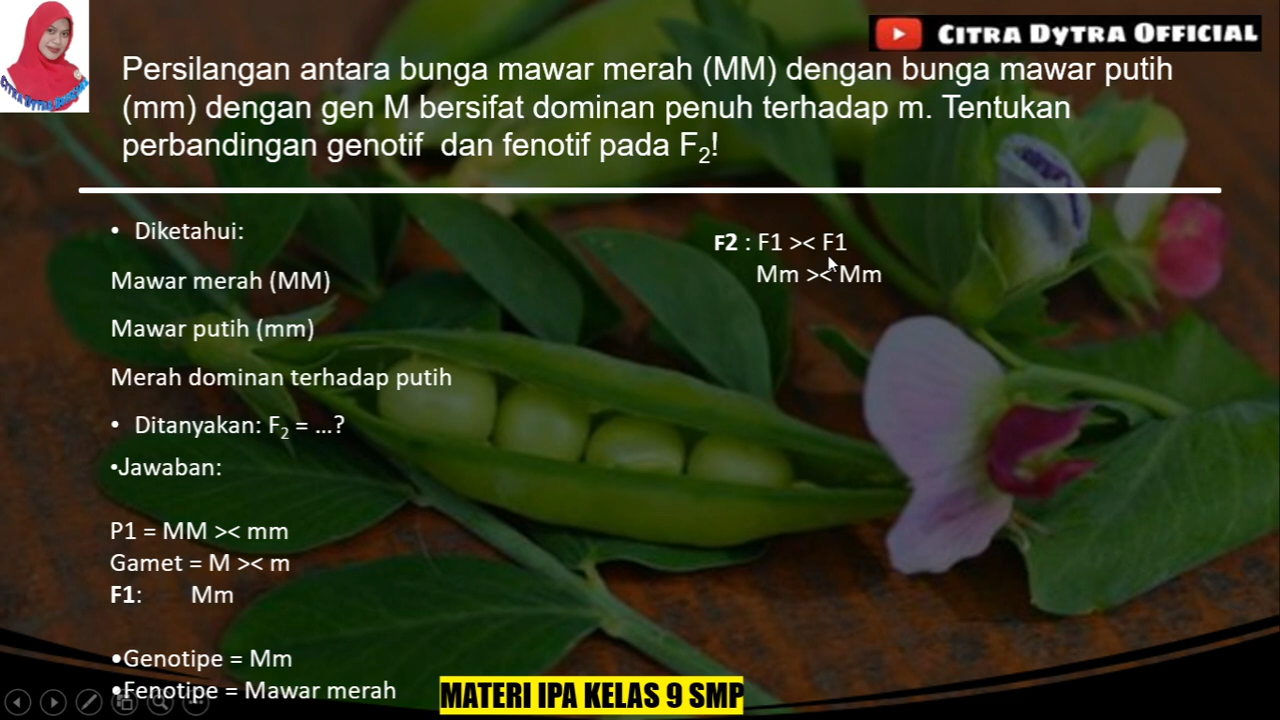 CITRA DYTRA OFFICIAL
Persilangan antara bunga mawar merah (MM) dengan bunga mawar putih
(mm) dengan gen M bersifat dominan penuh terhadap m. Tentukan
perbandingan genotif  dan fenotif pada F₂!
• Diketahui:
Mawar merah (MM)
Mawar putih (mm)
Merah dominan terhadap putih
• Ditanyakan: F₂ = ...?
•Jawaban:
P1 = MM >< mm
Gamet = M >< m
F1: Mm
•Genotipe = Mm
•Fenotipe = Mawar merah
F2 : F1 >< F1
Mm >< Mm
MATERI IPA KELAS 9 SMP